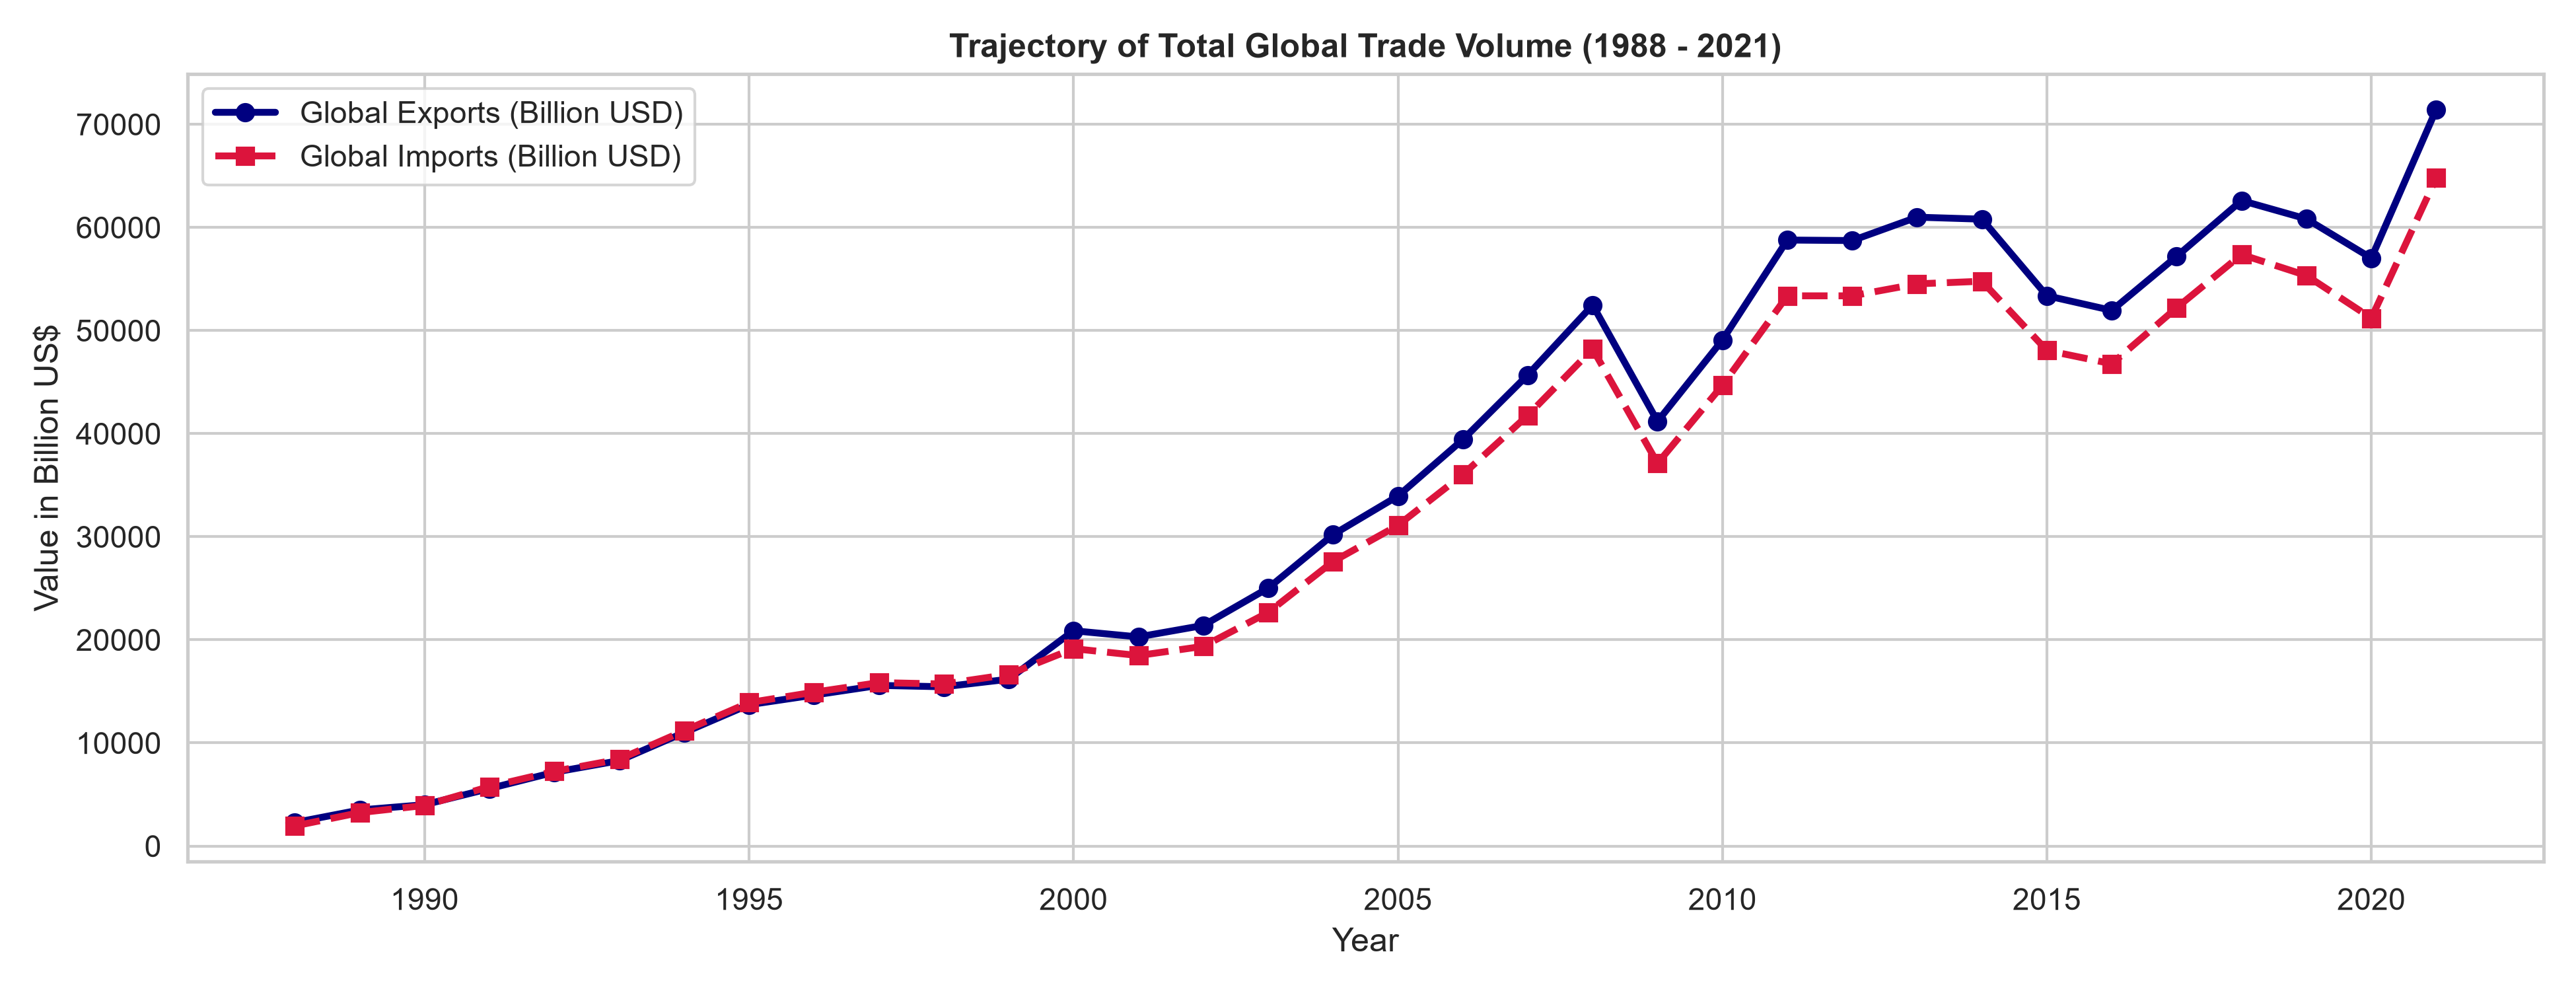 Trajectory of Total Global Trade Volume (1988 - 2021)
Global Exports (Billion USD)
Global Imports (Billion USD)
Value in Billion US$
70000
60000
50000
40000
30000
20000
10000
0
1990 1995 2000 2005 2010 2015 2020
Year